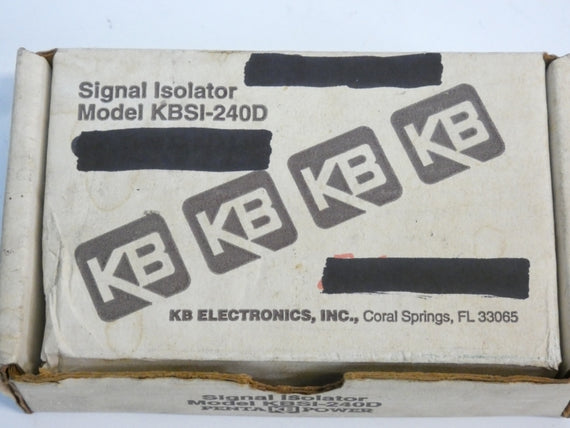 Signal Isolator
Model KBSI-240D
KB
KB
KB
KB
KB ELECTRONICS, INC., Coral Springs, FL 33065
Signal Isolator
Model KBSI-240D
PENTA KB POWER